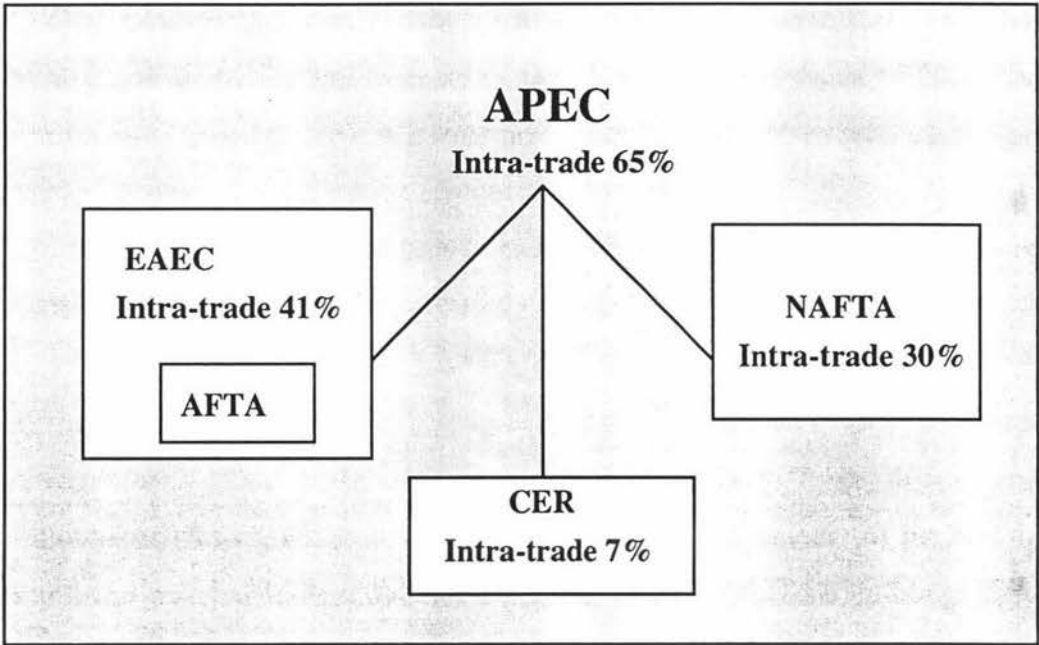 APEC
Intra-trade 65%
EAEC
Intra-trade 41%
AFTA
NAFTA
Intra-trade 30%
CER
Intra-trade 7%